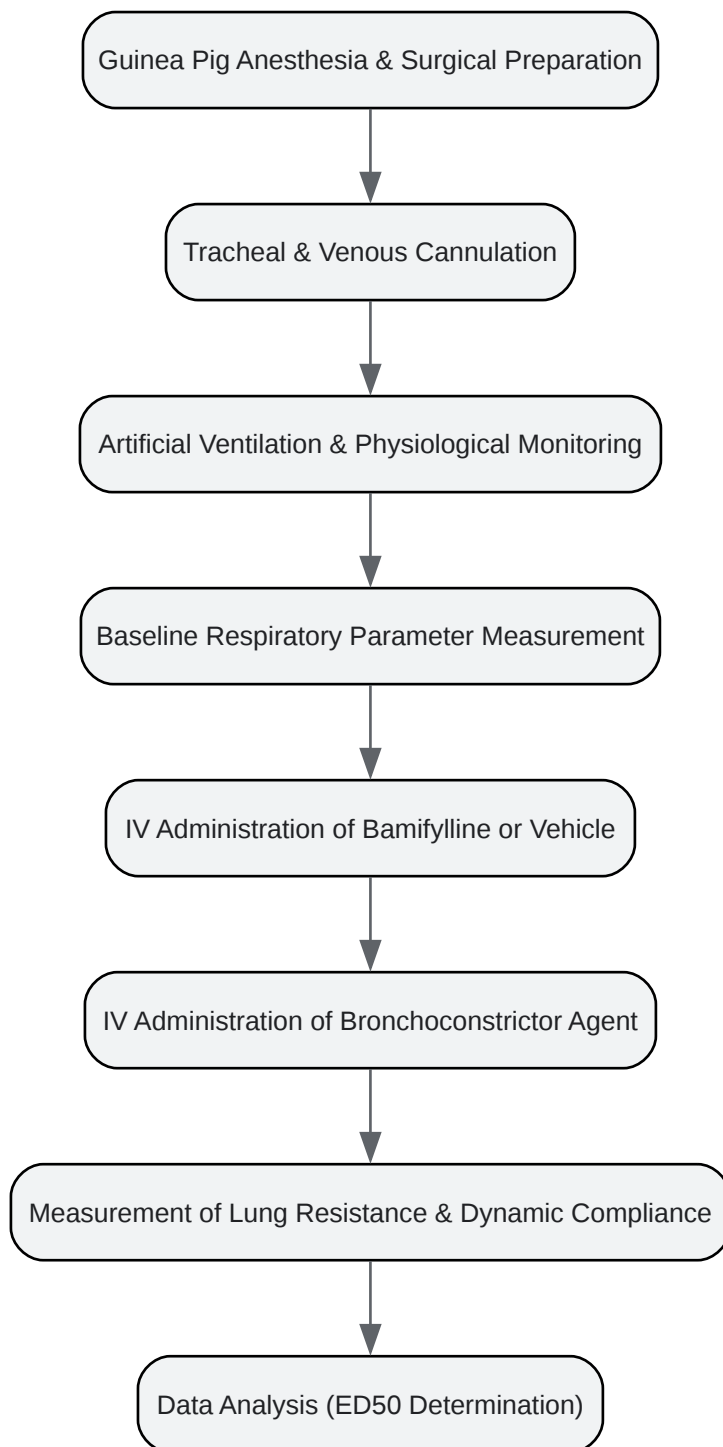 Guinea Pig Anesthesia & Surgical Preparation
Tracheal & Venous Cannulation
Artificial Ventilation & Physiological Monitoring
Baseline Respiratory Parameter Measurement
IV Administration of Bamifylline or Vehicle
IV Administration of Bronchoconstrictor Agent
Measurement of Lung Resistance & Dynamic Compliance
Data Analysis (ED50 Determination)